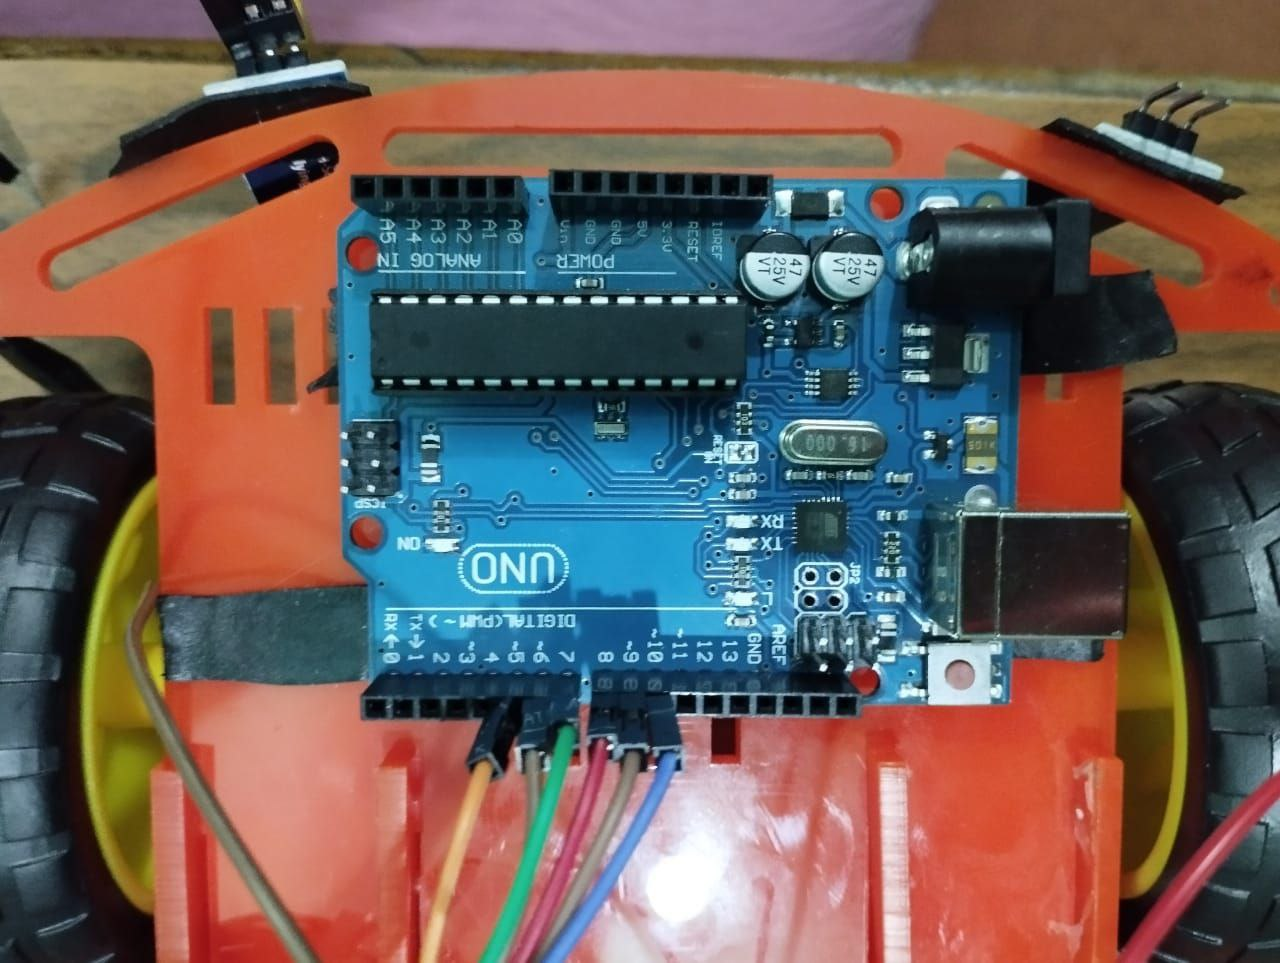 A5 A4 A3 A2 A1 A0
ANALOG IN
GND GND 5V 3.3V RESET IOREF
POWER
47
25V
VT
47
25V
VT
16.000
RESET
ICSP
ON
UNO
RX
TX
L
JP2
DIGITAL(PWM ~)
RX←0 TX→1 2 ~3 4 ~5 ~6 7 8 ~9 ~10 ~11 12 13 GND AREF